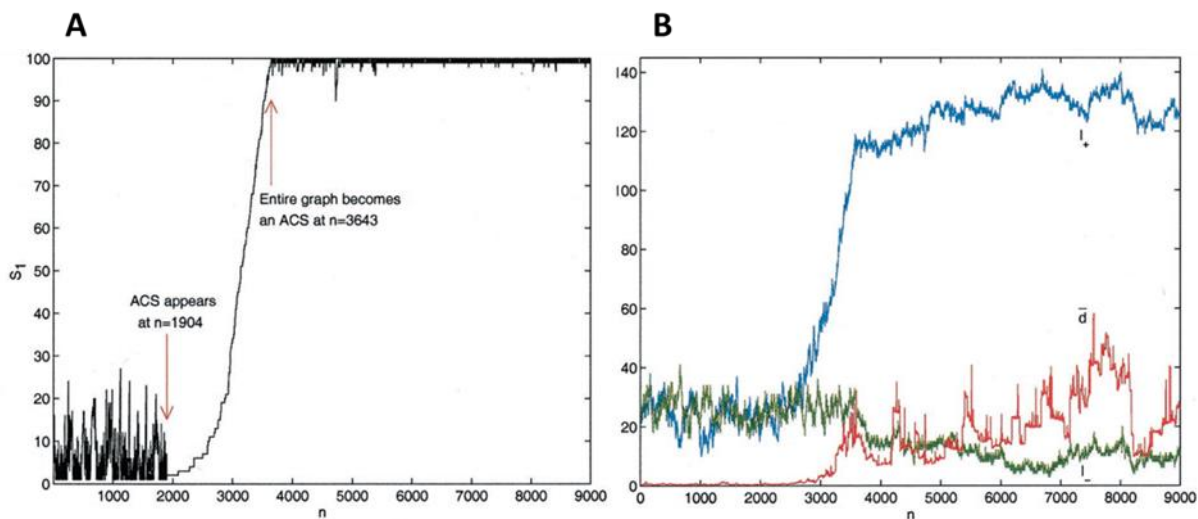 A
B
100
90
80
70
60
50
40
30
20
10
0
S1
Entire graph becomes
an ACS at n=3643
ACS appears
at n=1904
1000 2000 3000 4000 5000 6000 7000 8000 9000
n
140
120
100
80
60
40
20
0
l+
d̄
l-
0 1000 2000 3000 4000 5000 6000 7000 8000 9000
n